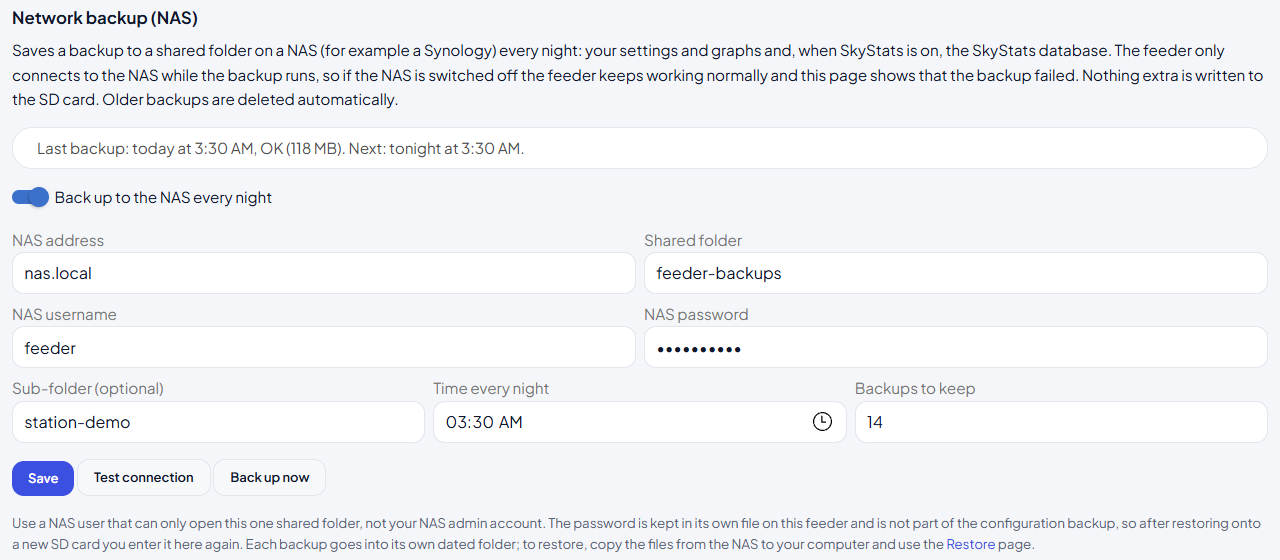 Network backup (NAS)
Saves a backup to a shared folder on a NAS (for example a Synology) every night: your settings and graphs and, when SkyStats is on, the SkyStats database. The feeder only
connects to the NAS while the backup runs, so if the NAS is switched off the feeder keeps working normally and this page shows that the backup failed. Nothing extra is written to
the SD card. Older backups are deleted automatically.
Last backup: today at 3:30 AM, OK (118 MB). Next: tonight at 3:30 AM.
Back up to the NAS every night
NAS address
nas.local
Shared folder
feeder-backups
NAS username
feeder
NAS password
••••••••••
Sub-folder (optional)
station-demo
Time every night
03:30 AM
Backups to keep
14
Save
Test connection
Back up now
Use a NAS user that can only open this one shared folder, not your NAS admin account. The password is kept in its own file on this feeder and is not part of the configuration backup, so after restoring onto
a new SD card you enter it here again. Each backup goes into its own dated folder; to restore, copy the files from the NAS to your computer and use the Restore page.